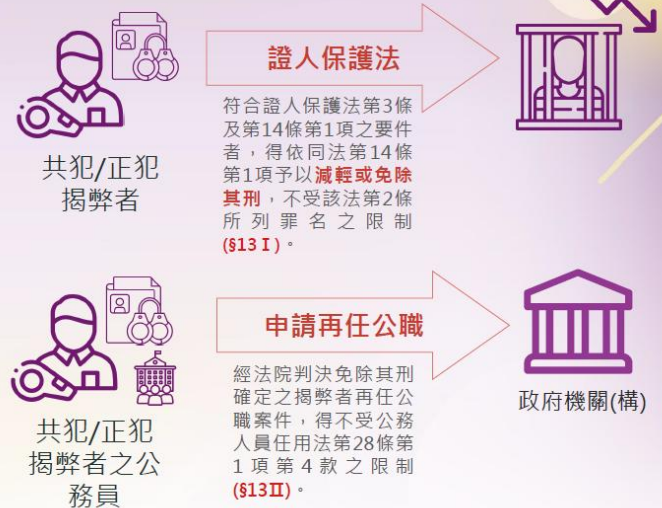 證人保護法
符合證人保護法第3條
及第14條第1項之要件
者，得依同法第14條
第1項予以減輕或免除
其刑，不受該法第2條
所列罪名之限制
(§13Ⅰ)。
共犯/正犯
揭弊者
申請再任公職
經法院判決免除其刑
確定之揭弊者再任公
職案件，得不受公務
人員任用法第28條第
1項第4款之限制
(§13Ⅱ)。
共犯/正犯
揭弊者之公
務員
政府機關(構)